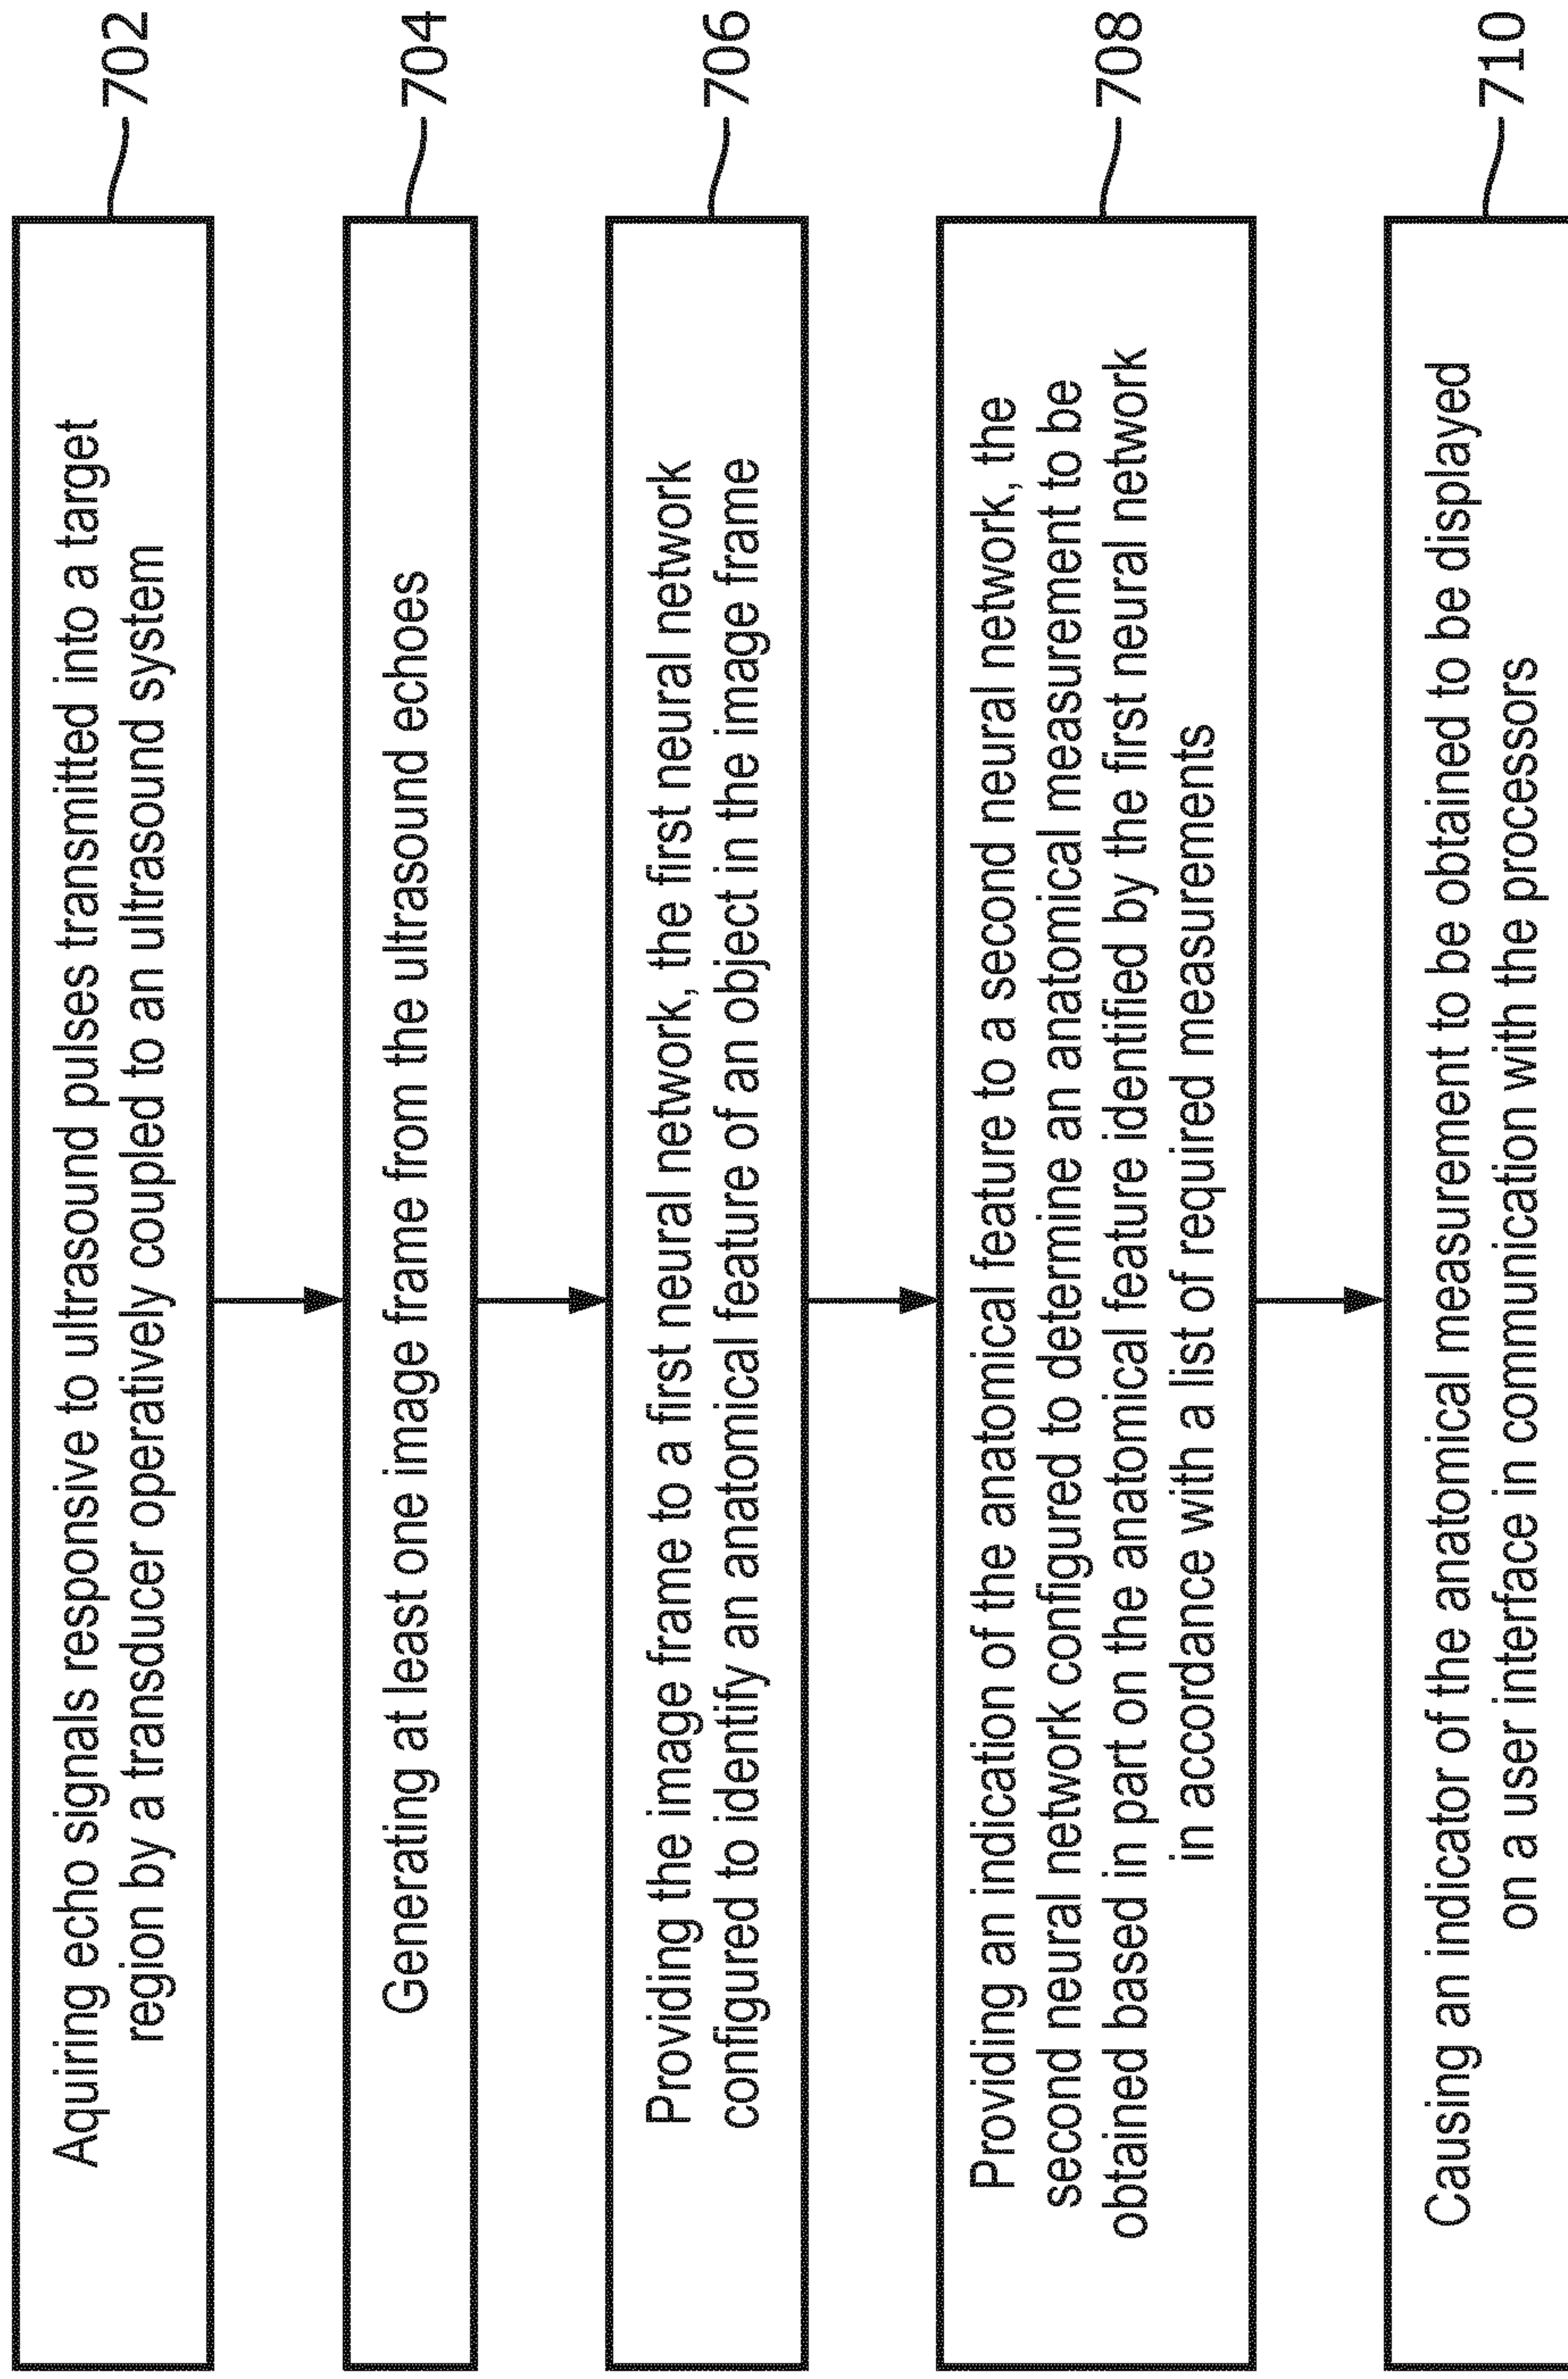 Aquiring echo signals responsive to ultrasound pulses transmitted into a target
region by a transducer operatively coupled to an ultrasound system
702
Generating at least one image frame from the ultrasound echoes
704
Providing the image frame to a first neural network, the first neural network
configured to identify an anatomical feature of an object in the image frame
706
Providing an indication of the anatomical feature to a second neural network, the
second neural network configured to determine an anatomical measurement to be
obtained based in part on the anatomical feature identified by the first neural network
in accordance with a list of required measurements
708
Causing an indicator of the anatomical measurement to be obtained to be displayed
on a user interface in communication with the processors
710